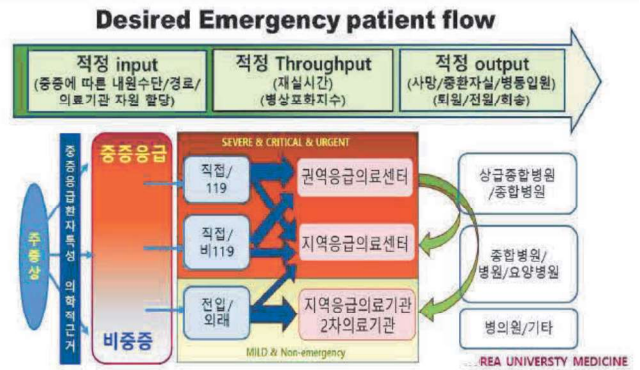 Desired Emergency patient flow
적정 input
(중증에 따른 내원수단/경로/
의료기관 자원 할당)
적정 Throughput
(재실시간)
(병상포화지수)
적정 output
(사망/중환자실/병동입원)
(퇴원/전원/회송)
주증상
중증응급환자특성 의학적근거
중증응급
비중증
SEVERE & CRITICAL & URGENT
직접/
119
직접/
비119
전입/
외래
권역응급의료센터
지역응급의료센터
지역응급의료기관
2차의료기관
MILD & Non-emergency
상급종합병원
/종합병원
종합병원/
병원/요양병원
병의원/기타
REA UNIVERSTY MEDICINE